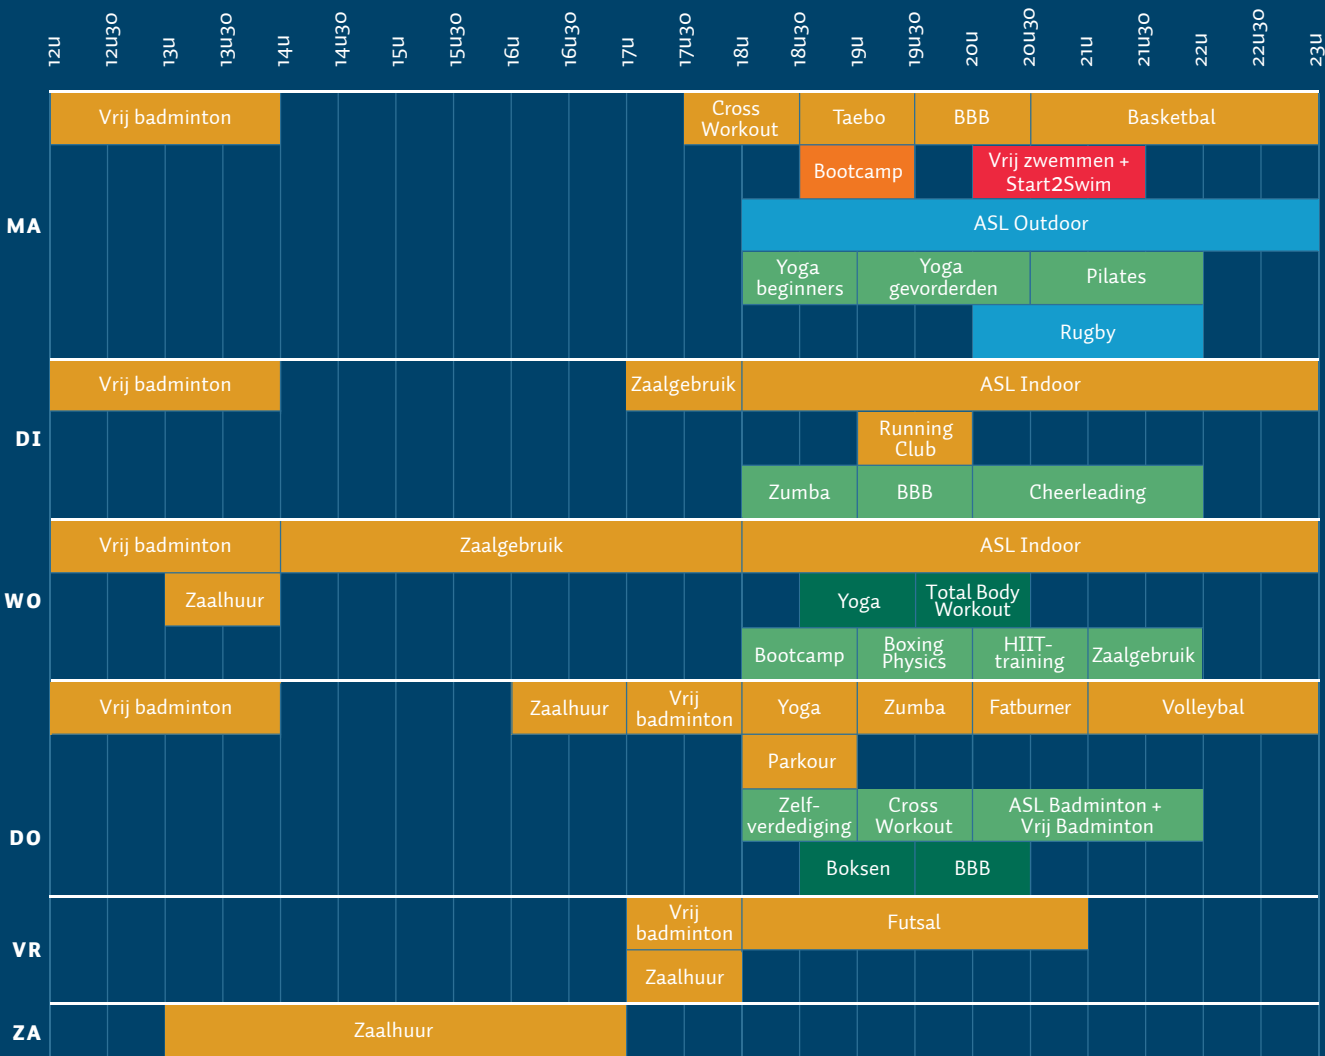 12u
12u30
13u
13u30
14u
14u30
15u
15u30
16u
16u30
17u
17u30
18u
18u30
19u
19u30
20u
20u30
21u
21u30
22u
22u30
23u
MA
Vrij badminton
Cross
Workout
Taebo
BBB
Basketbal
Bootcamp
Vrij zwemmen +
Start2Swim
ASL Outdoor
Yoga
beginners
Yoga
gevorderden
Pilates
Rugby
DI
Vrij badminton
Zaalgebruik
ASL Indoor
Running
Club
Zumba
BBB
Cheerleading
WO
Vrij badminton
Zaalgebruik
ASL Indoor
Zaalhuur
Yoga
Total Body
Workout
Bootcamp
Boxing
Physics
HIIT-
training
Zaalgebruik
DO
Vrij badminton
Zaalhuur
Vrij
badminton
Yoga
Zumba
Fatburner
Volleybal
Parkour
Zelf-
verdediging
Cross
Workout
ASL Badminton +
Vrij Badminton
Boksen
BBB
VR
Vrij
badminton
Futsal
Zaalhuur
ZA
Zaalhuur